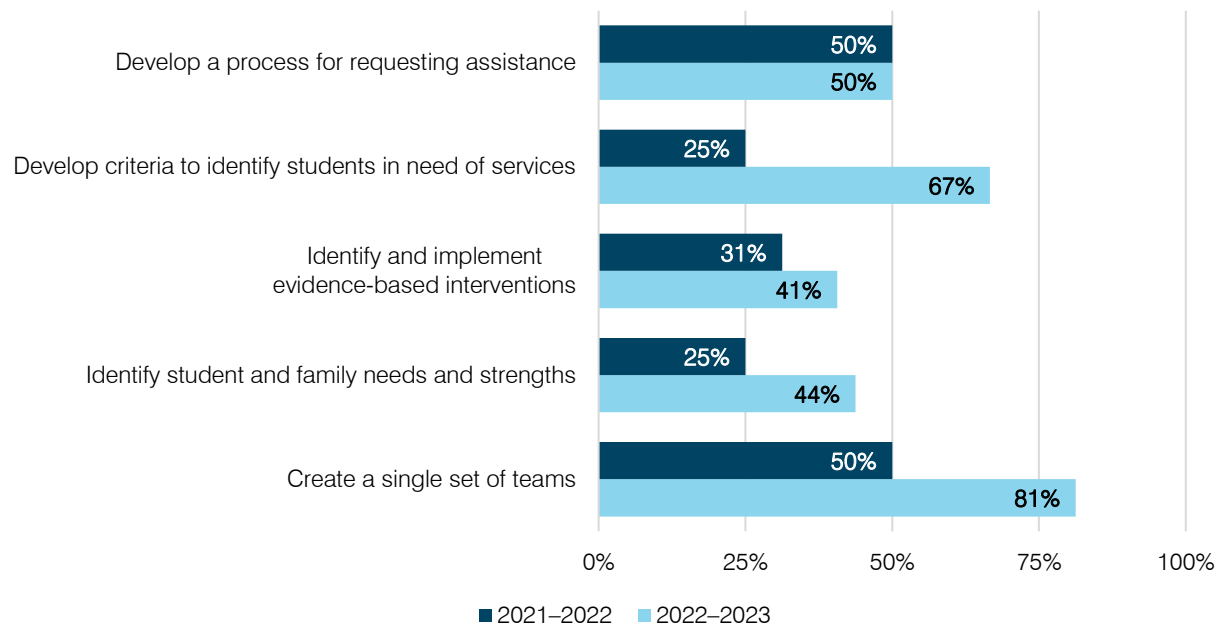 Develop a process for requesting assistance
50%
50%
Develop criteria to identify students in need of services
25%
67%
Identify and implement
evidence-based interventions
31%
41%
Identify student and family needs and strengths
25%
44%
Create a single set of teams
50%
81%
0% 25% 50% 75% 100%
2021–2022 2022–2023